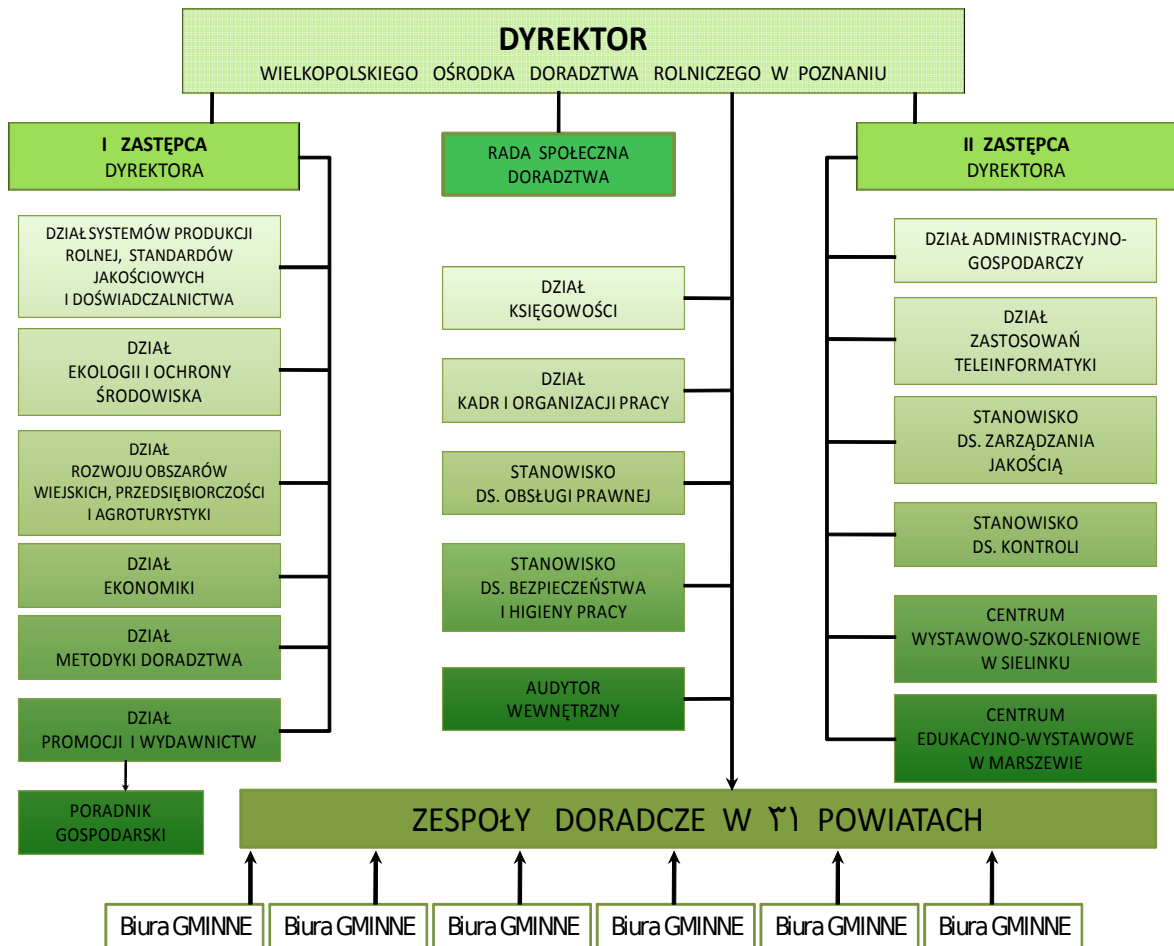 DYREKTOR
WIELKOPOLSKIEGO OŚRODKA DORADZTWA ROLNICZEGO W POZNANIU
I ZASTĘPCA
DYREKTORA
RADA SPOŁECZNA
DORADZTWA
II ZASTĘPCA
DYREKTORA
DZIAŁ SYSTEMÓW PRODUKCJI
ROLNEJ, STANDARDÓW
JAKOŚCIOWYCH
I DOŚWIADCZALNICTWA
DZIAŁ
EKOLOGII I OCHRONY
ŚRODOWISKA
DZIAŁ
ROZWOJU OBSZARÓW
WIEJSKICH, PRZEDSIĘBIORCZOŚCI
I AGROTURYSTYKI
DZIAŁ
EKONOMIKI
DZIAŁ
METODYKI DORADZTWA
DZIAŁ
PROMOCJI I WYDAWNICTW
PORADNIK
GOSPODARSKI
DZIAŁ
KSIĘGOWOŚCI
DZIAŁ
KADR I ORGANIZACJI PRACY
STANOWISKO
DS. OBSŁUGI PRAWNEJ
STANOWISKO
DS. BEZPIECZEŃSTWA
I HIGIENY PRACY
AUDYTOR
WEWNĘTRZNY
DZIAŁ ADMINISTRACYJNO-
GOSPODARCZY
DZIAŁ
ZASTOSOWAŃ
TELEINFORMATYKI
STANOWISKO
DS. ZARZĄDZANIA
JAKOŚCIĄ
STANOWISKO
DS. KONTROLI
CENTRUM
WYSTAWOWO-SZKOLENIOWE
W SIELINKU
CENTRUM
EDUKACYJNO-WYSTAWOWE
W MARSZEWIE
ZESPOŁY DORADCZE W ٣١ POWIATACH
Biura GMINNE
Biura GMINNE
Biura GMINNE
Biura GMINNE
Biura GMINNE
Biura GMINNE